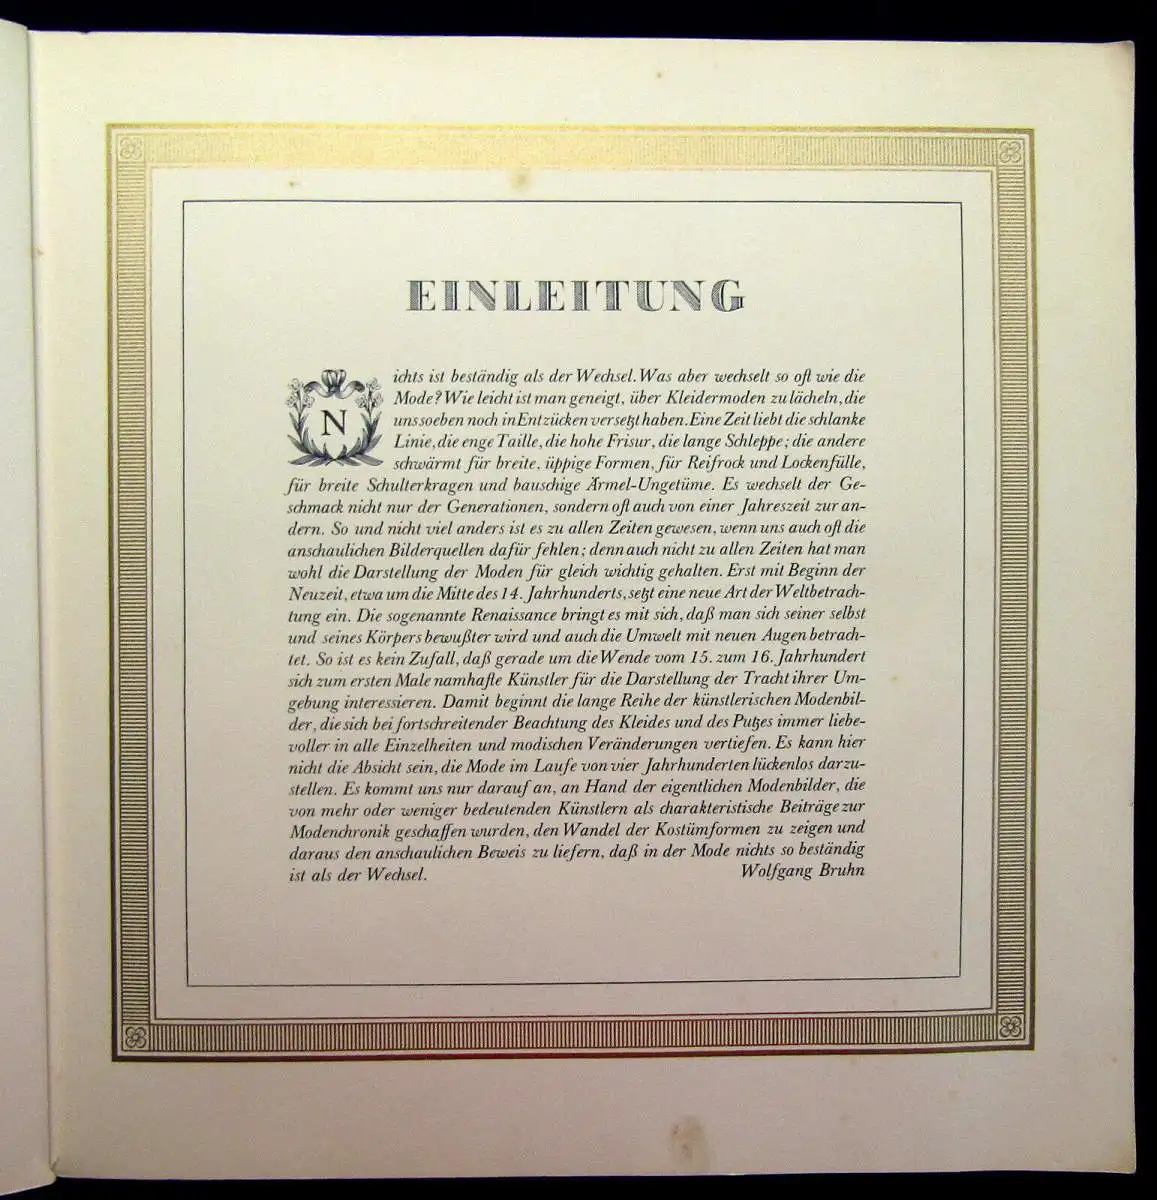 EINLEITUNG
Nichts ist beständig als der Wechsel. Was aber wechselt so oft wie die
Mode? Wie leicht ist man geneigt, über Kleidermoden zu lächeln, die
uns soeben noch in Entzücken versetzt haben. Eine Zeit liebt die schlanke
Linie, die enge Taille, die hohe Frisur, die lange Schleppe; die andere
schwärmt für breite, üppige Formen, für Reifrock und Lockenfülle,
für breite Schulterkragen und bauschige Ärmel-Ungetüme. Es wechselt der Ge-
schmack nicht nur der Generationen, sondern oft auch von einer Jahreszeit zur an-
dern. So und nicht viel anders ist es zu allen Zeiten gewesen, wenn uns auch oft die
anschaulichen Bilderquellen dafür fehlen; denn auch nicht zu allen Zeiten hat man
wohl die Darstellung der Moden für gleich wichtig gehalten. Erst mit Beginn der
Neuzeit, etwa um die Mitte des 14. Jahrhunderts, setzt eine neue Art der Weltbetrach-
tung ein. Die sogenannte Renaissance bringt es mit sich, daß man sich seiner selbst
und seines Körpers bewußter wird und auch die Umwelt mit neuen Augen betrach-
tet. So ist es kein Zufall, daß gerade um die Wende vom 15. zum 16. Jahrhundert
sich zum ersten Male namhafte Künstler für die Darstellung der Tracht ihrer Um-
gebung interessieren. Damit beginnt die lange Reihe der künstlerischen Modenbil-
der, die sich bei fortschreitender Beachtung des Kleides und des Putzes immer liebe-
voller in alle Einzelheiten und modischen Veränderungen vertiefen. Es kann hier
nicht die Absicht sein, die Mode im Laufe von vier Jahrhunderten lückenlos darzu-
stellen. Es kommt uns nur darauf an, an Hand der eigentlichen Modenbilder, die
von mehr oder weniger bedeutenden Künstlern als charakteristische Beiträge zur
Modenchronik geschaffen wurden, den Wandel der Kostümformen zu zeigen und
daraus den anschaulichen Beweis zu liefern, daß in der Mode nichts so beständig
ist als der Wechsel. Wolfgang Bruhn